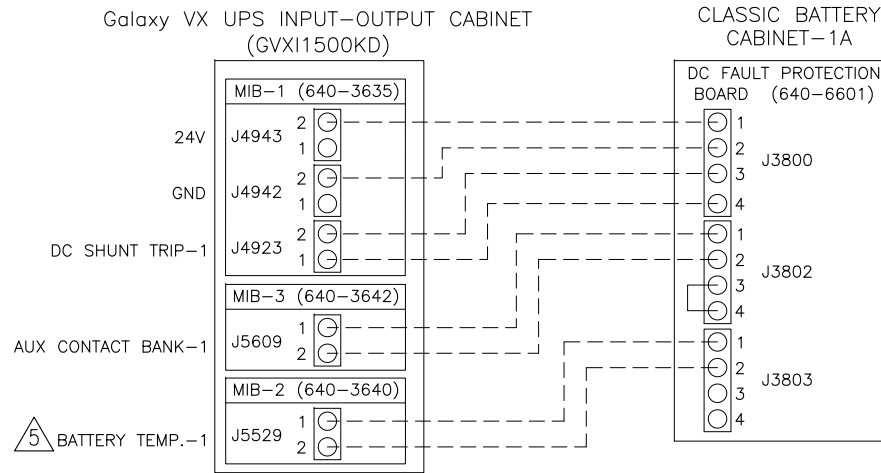 Galaxy VX UPS INPUT-OUTPUT CABINET
(GVXI1500KD)
CLASSIC BATTERY
CABINET-1A
MIB-1 (640-3635)
24V
J4943
2
1
GND
J4942
2
1
DC SHUNT TRIP-1
J4923
2
1
MIB-3 (640-3642)
AUX CONTACT BANK-1
J5609
1
2
MIB-2 (640-3640)
5
BATTERY TEMP.-1
J5529
1
2
DC FAULT PROTECTION
BOARD (640-6601)
1
2
3
4
J3800
1
2
3
4
J3802
1
2
3
4
J3803